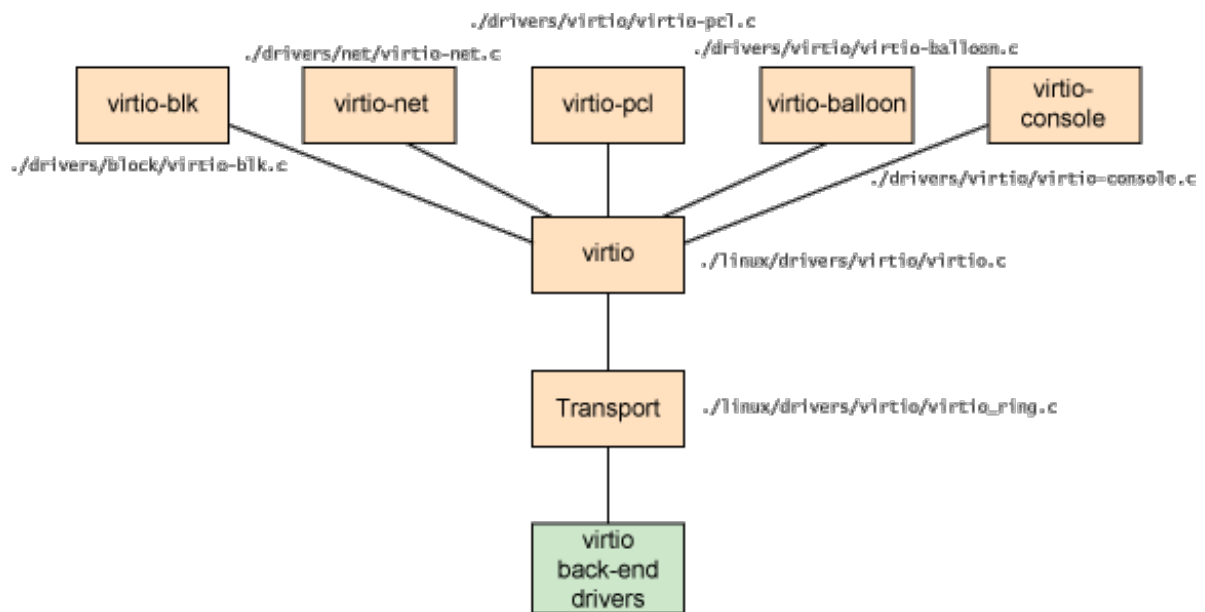 ./drivers/virtio/virtio-pcl.c
./drivers/net/virtio-net.c
./drivers/virtio/virtio-balloon.c
virtio-blk
virtio-net
virtio-pcl
virtio-balloon
virtio-
console
./drivers/block/virtio-blk.c
./drivers/virtio/virtio-console.c
virtio
./linux/drivers/virtio/virtio.c
Transport
./linux/drivers/virtio/virtio_ring.c
virtio
back-end
drivers